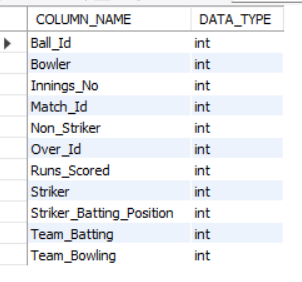 COLUMN_NAME DATA_TYPE
Ball_Id int
Bowler int
Innings_No int
Match_Id int
Non_Striker int
Over_Id int
Runs_Scored int
Striker int
Striker_Batting_Position int
Team_Batting int
Team_Bowling int